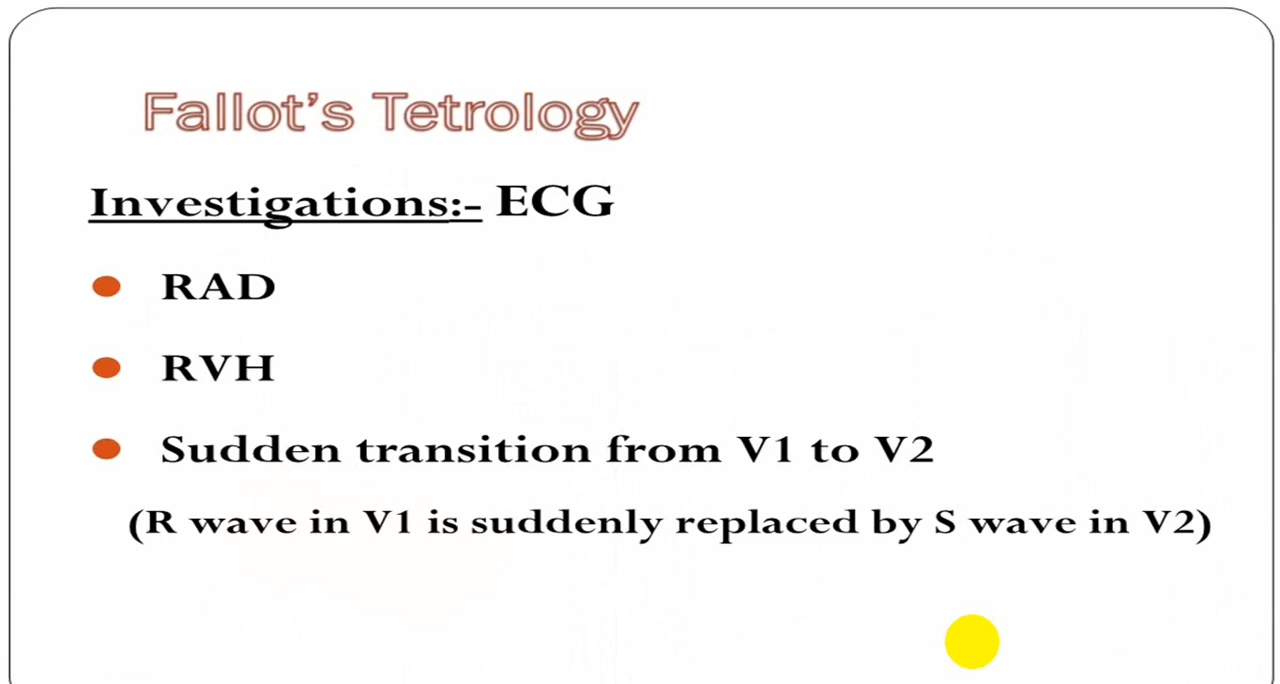 Fallot's Tetrology
Investigations:- ECG
RAD
RVH
Sudden transition from V1 to V2
(R wave in V1 is suddenly replaced by S wave in V2)